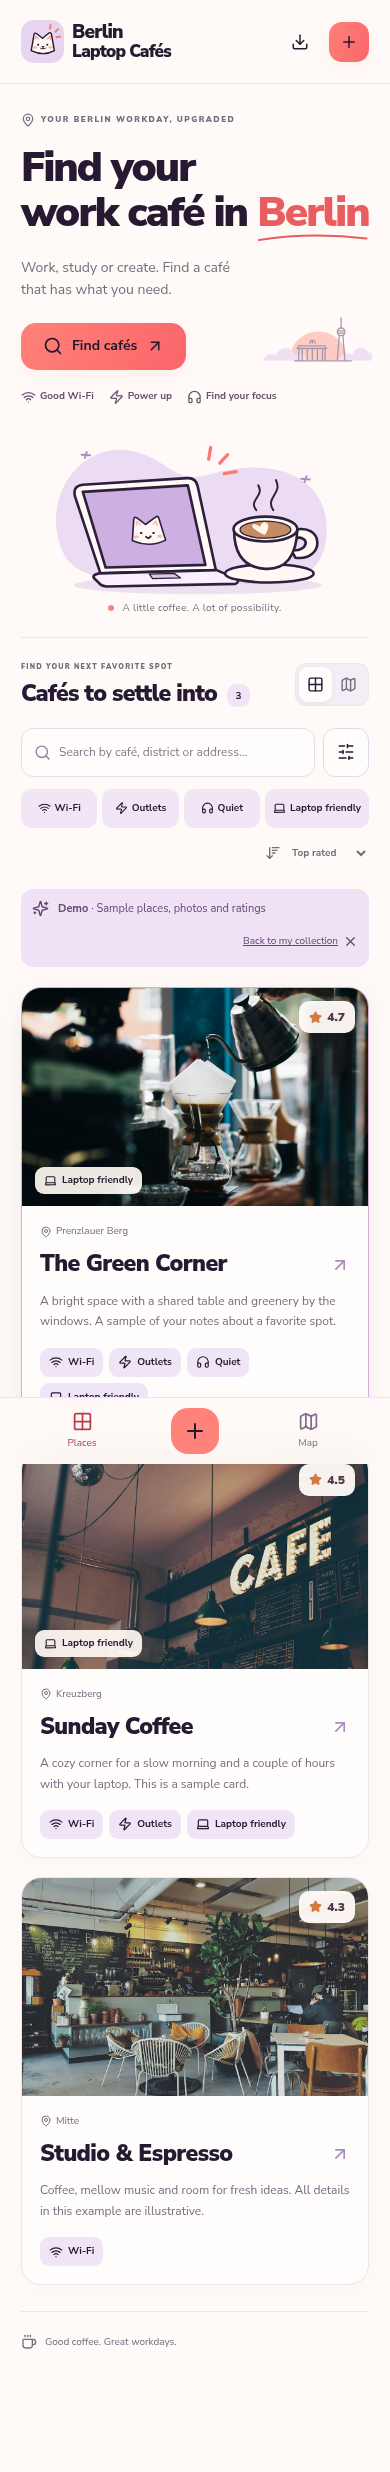 Berlin
Laptop Cafés
YOUR BERLIN WORKDAY, UPGRADED
Find your
work café in Berlin
Work, study or create. Find a café
that has what you need.
Find cafés
Good Wi-Fi
Power up
Find your focus
A little coffee. A lot of possibility.
FIND YOUR NEXT FAVORITE SPOT
Cafés to settle into 3
Search by café, district or address...
Wi-Fi
Outlets
Quiet
Laptop friendly
Top rated
Demo · Sample places, photos and ratings
Back to my collection
4.7
Laptop friendly
Prenzlauer Berg
The Green Corner
A bright space with a shared table and greenery by the
windows. A sample of your notes about a favorite spot.
Wi-Fi
Outlets
Quiet
Laptop friendly
Places
Map
4.5
CAFE
Laptop friendly
Kreuzberg
Sunday Coffee
A cozy corner for a slow morning and a couple of hours
with your laptop. This is a sample card.
Wi-Fi
Outlets
Laptop friendly
4.3
Mitte
Studio & Espresso
Coffee, mellow music and room for fresh ideas. All details
in this example are illustrative.
Wi-Fi
Good coffee. Great workdays.